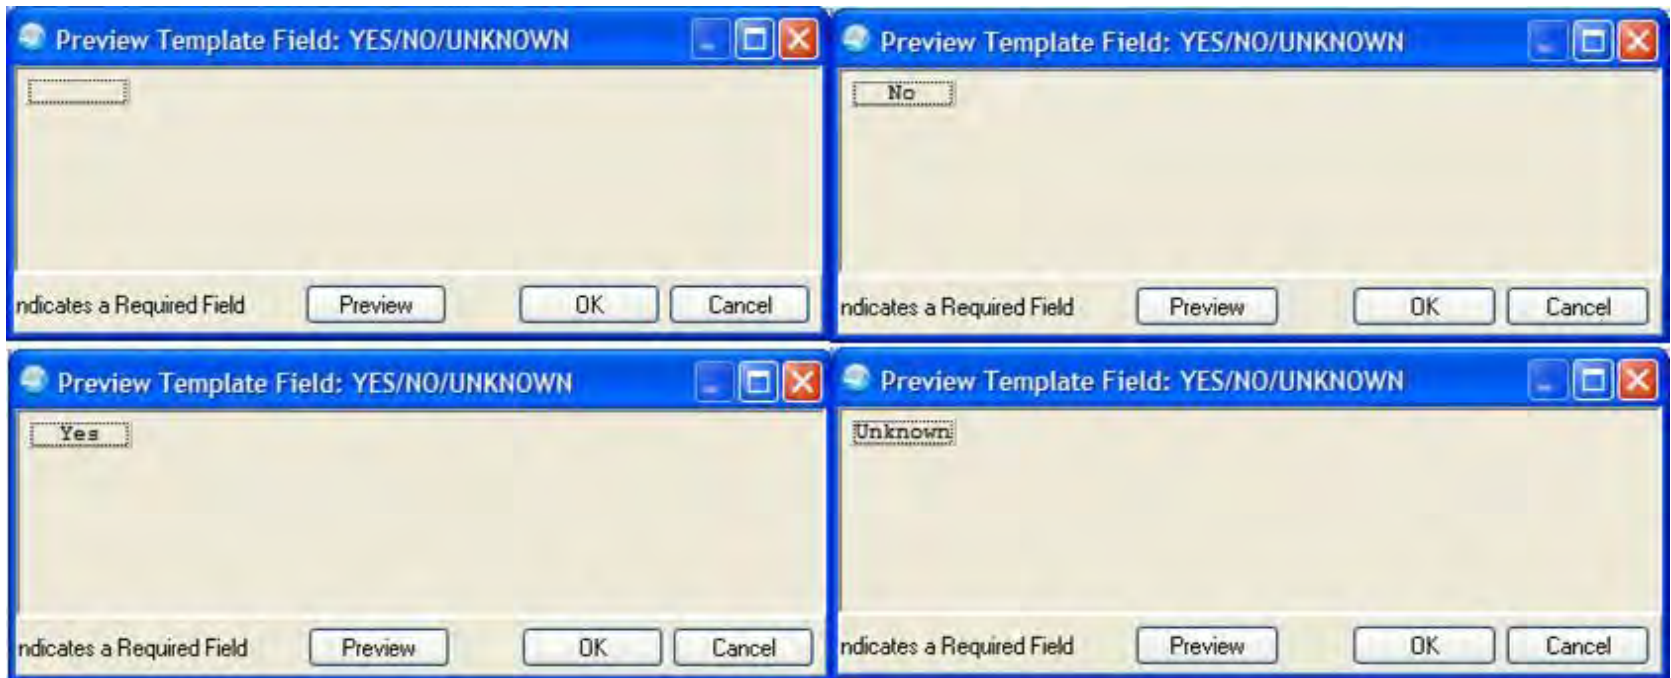 Preview Template Field: YES/NO/UNKNOWN
ndicates a Required Field Preview OK Cancel
Preview Template Field: YES/NO/UNKNOWN
No
ndicates a Required Field Preview OK Cancel
Preview Template Field: YES/NO/UNKNOWN
Yes
ndicates a Required Field Preview OK Cancel
Preview Template Field: YES/NO/UNKNOWN
Unknown
ndicates a Required Field Preview OK Cancel